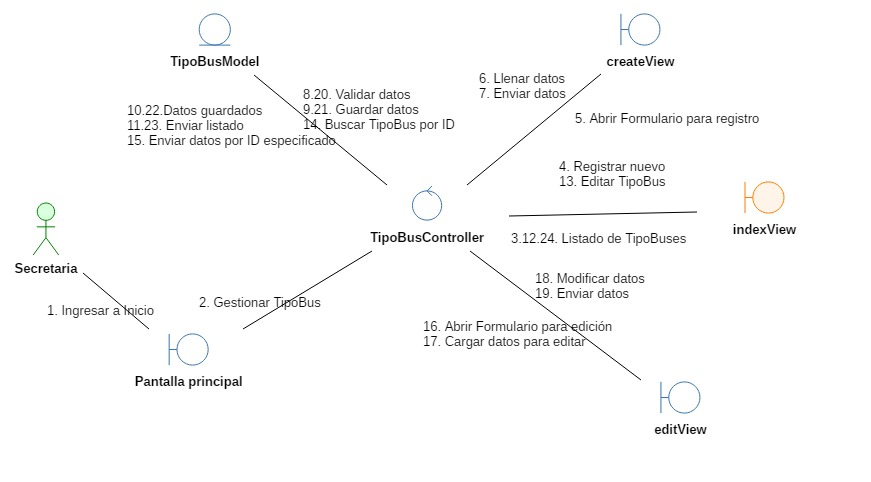 TipoBusModel
createView
6. Llenar datos
7. Enviar datos
8.20. Validar datos
9.21. Guardar datos
14. Buscar TipoBus por ID
10.22.Datos guardados
11.23. Enviar listado
15. Enviar datos por ID especificado
5. Abrir Formulario para registro
4. Registrar nuevo
13. Editar TipoBus
indexView
TipoBusController
3.12.24. Listado de TipoBuses
Secretaria
18. Modificar datos
19. Enviar datos
2. Gestionar TipoBus
1. Ingresar a Inicio
16. Abrir Formulario para edición
17. Cargar datos para editar
Pantalla principal
editView